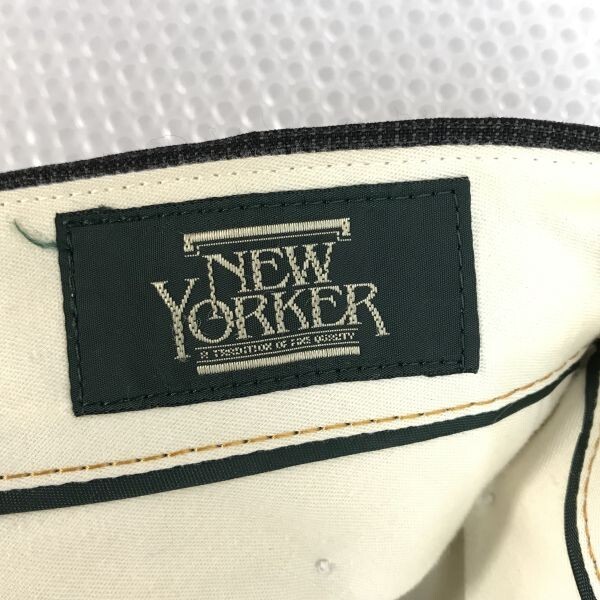 NEW
YORKER
A TRADITION OF FINE QUALITY